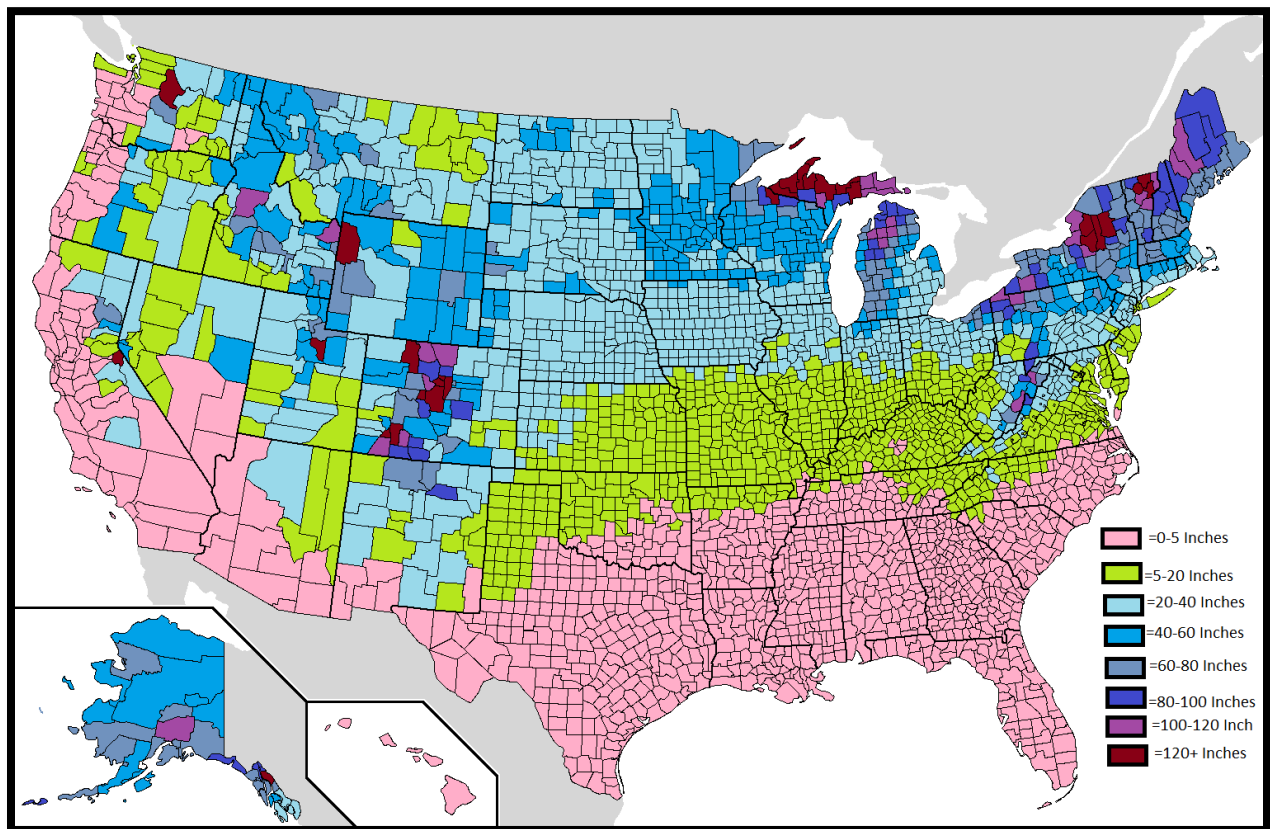 =0-5 Inches
=5-20 Inches
=20-40 Inches
=40-60 Inches
=60-80 Inches
=80-100 Inches
=100-120 Inch
=120+ Inches